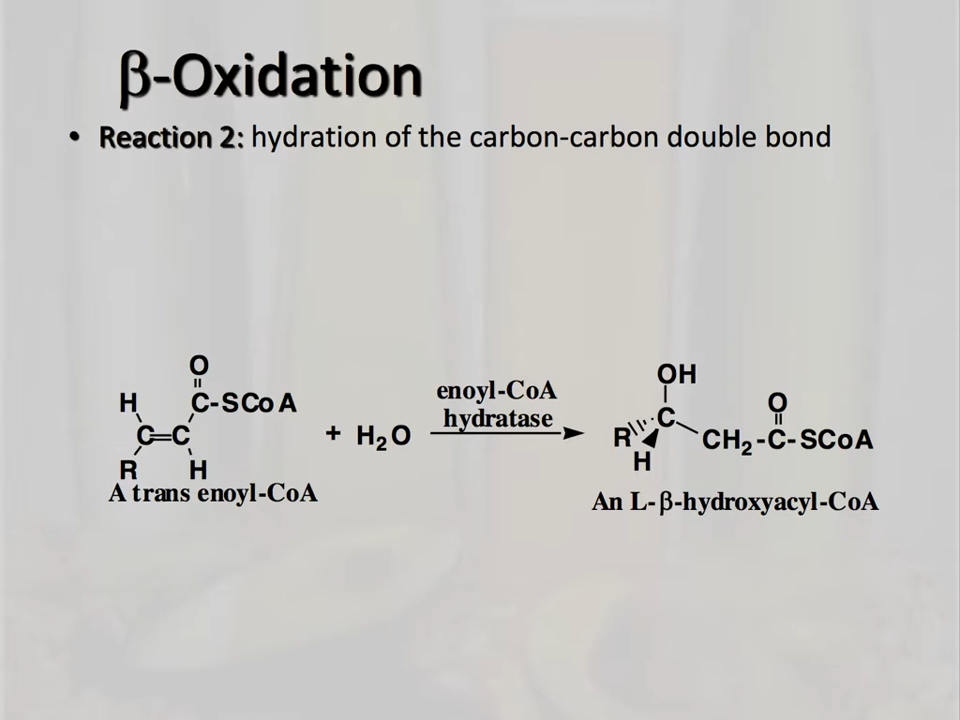 β-Oxidation
• Reaction 2: hydration of the carbon-carbon double bond
O
H C-SCoA
C=C
R H
A trans enoyl-CoA
+ H₂O
enoyl-CoA
hydratase
OH
C
R
H
O
CH₂-C-SCoA
An L-β-hydroxyacyl-CoA